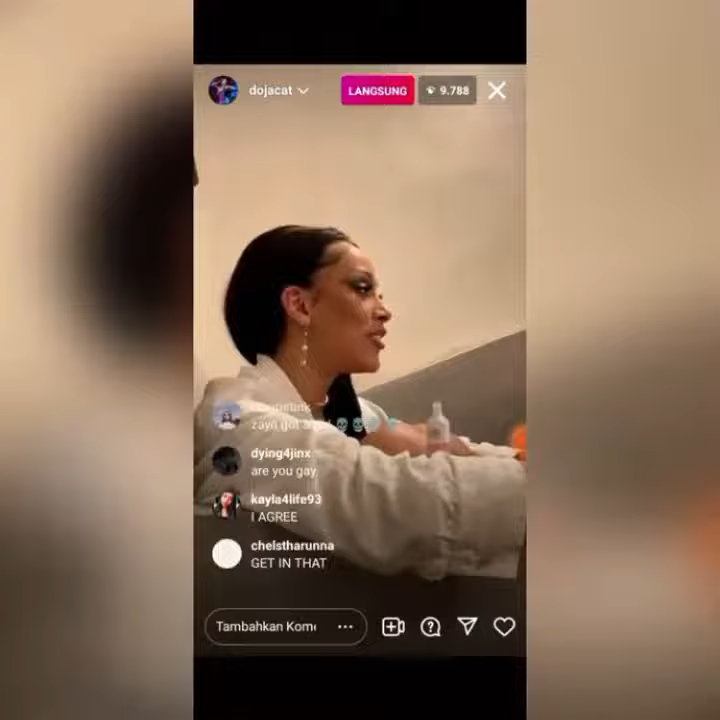 dojacat
LANGSUNG
9.788
zayn got
dying4jinx
are you gay
kayla4life93
I AGREE
chelstharunna
GET IN THAT
Tambahkan Kom